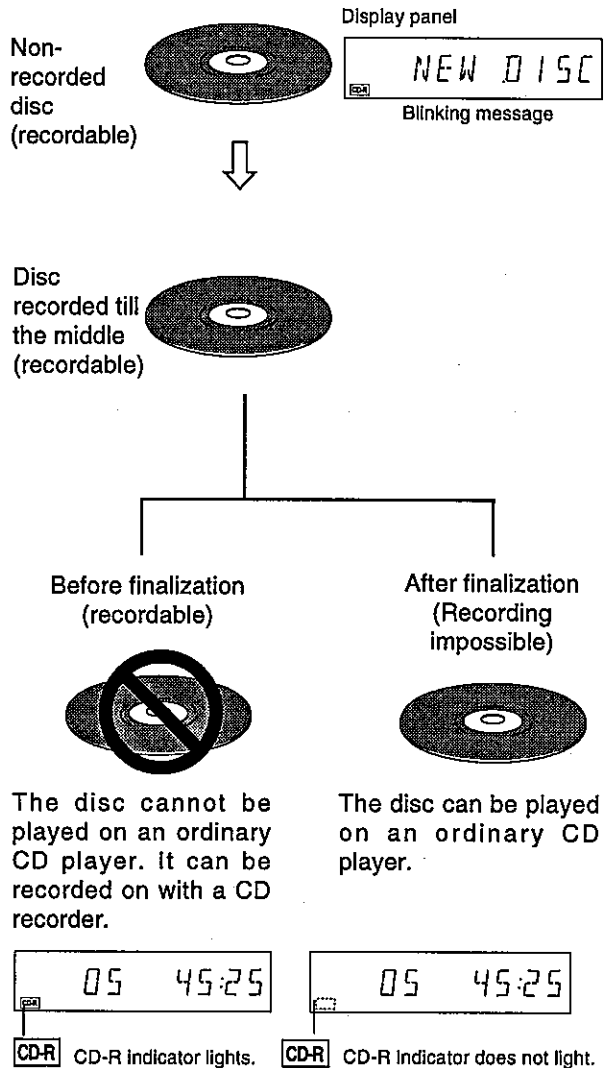 Display panel
Non-
recorded
disc
(recordable)
NEW DISC
CD-R
Blinking message
Disc
recorded till
the middle
(recordable)
Before finalization
(recordable)
After finalization
(Recording
impossible)
The disc cannot be
played on an ordinary
CD player. It can be
recorded on with a CD
recorder.
The disc can be played
on an ordinary CD
player.
05 45:25
CD-R
05 45:25
CD-R CD-R indicator lights.
CD-R CD-R indicator does not light.